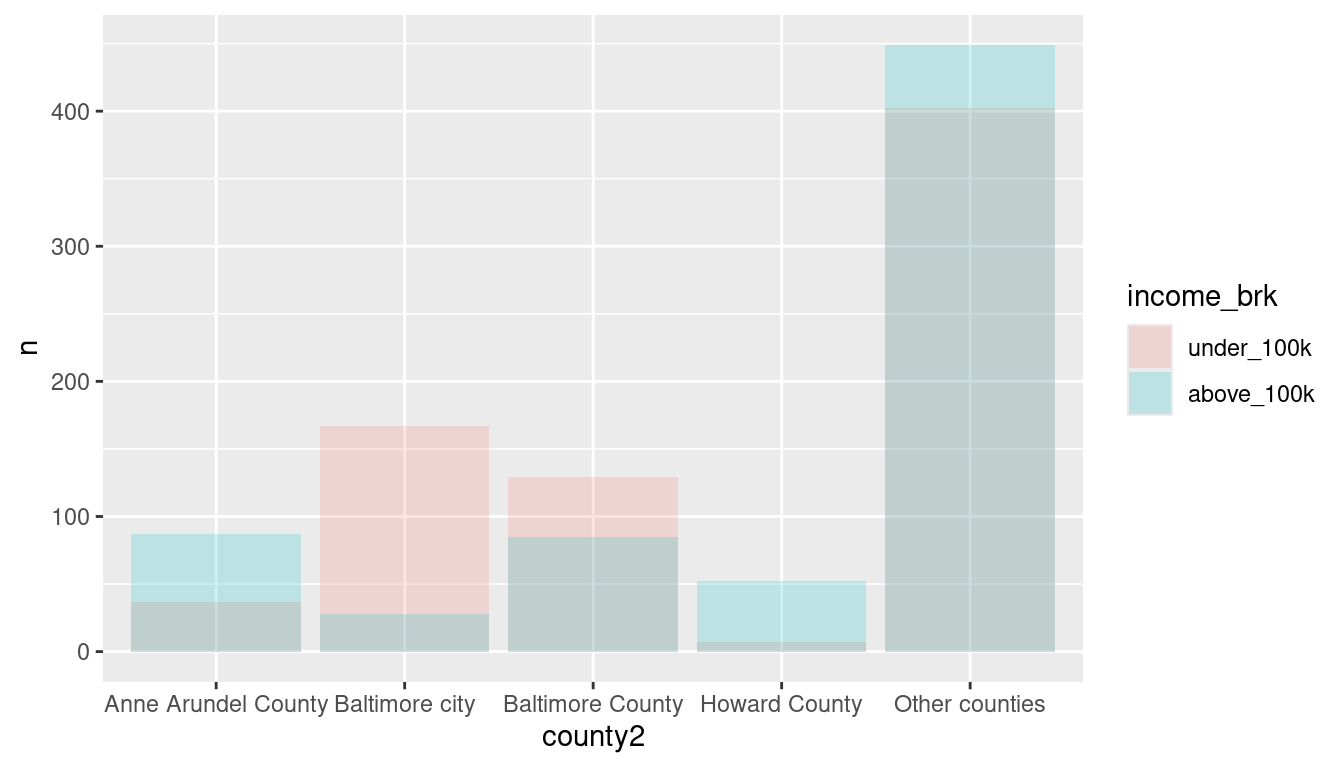 400
300
200
100
0
n
Anne Arundel County Baltimore city Baltimore County Howard County Other counties
county2
income_brk
under_100k
above_100k